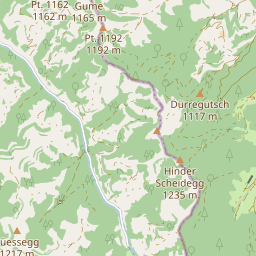 Pt. 1162
1162 m
Gume
1165 m
Pt. 1192
1192 m
Durregutsch
1117 m
Hinder
Scheidegg
1235 m
uessegg
1217 m